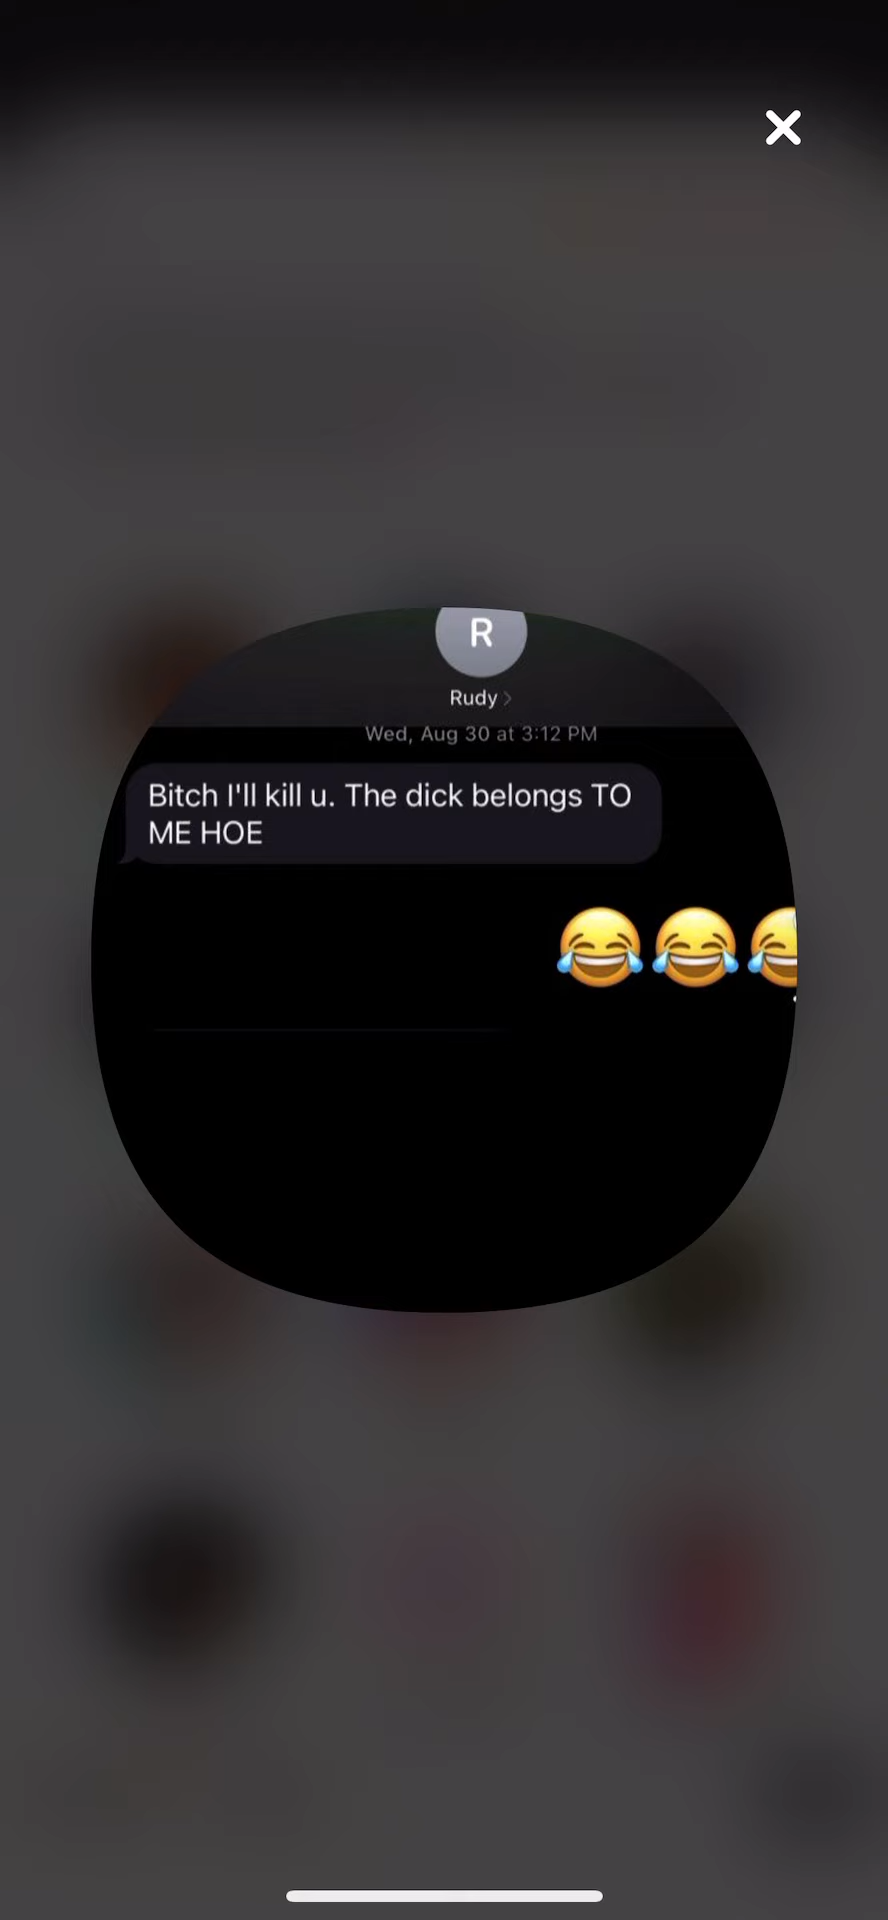 R
Rudy
Wed, Aug 30 at 3:12 PM
Bitch I'll kill u. The dick belongs TO
ME HOE